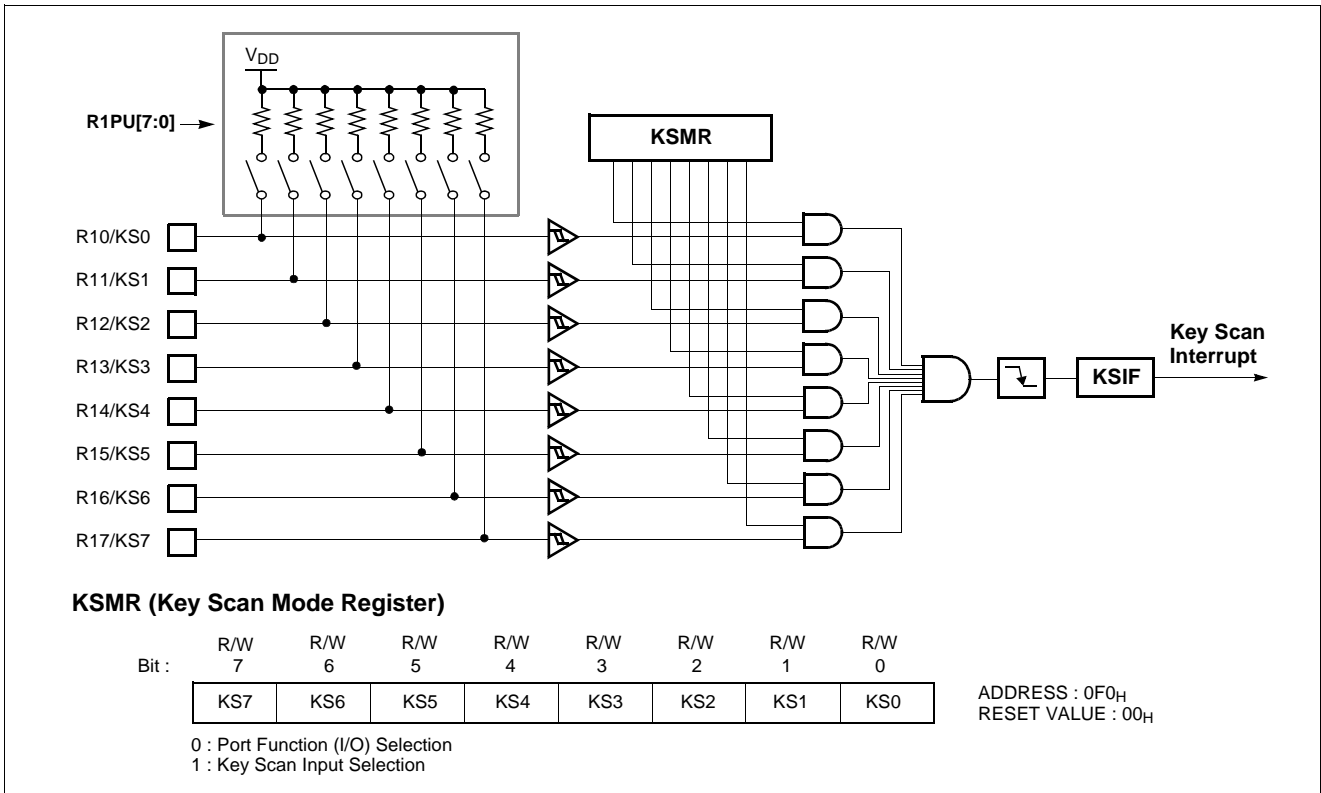 VDD
R1PU[7:0]
KSMR
R10/KS0
R11/KS1
R12/KS2
R13/KS3
R14/KS4
R15/KS5
R16/KS6
R17/KS7
Key Scan
Interrupt
KSIF
KSMR (Key Scan Mode Register)
R/W R/W R/W R/W R/W R/W R/W R/W
Bit : 7 6 5 4 3 2 1 0
KS7 KS6 KS5 KS4 KS3 KS2 KS1 KS0
ADDRESS : 0F0H
RESET VALUE : 00H
0 : Port Function (I/O) Selection
1 : Key Scan Input Selection